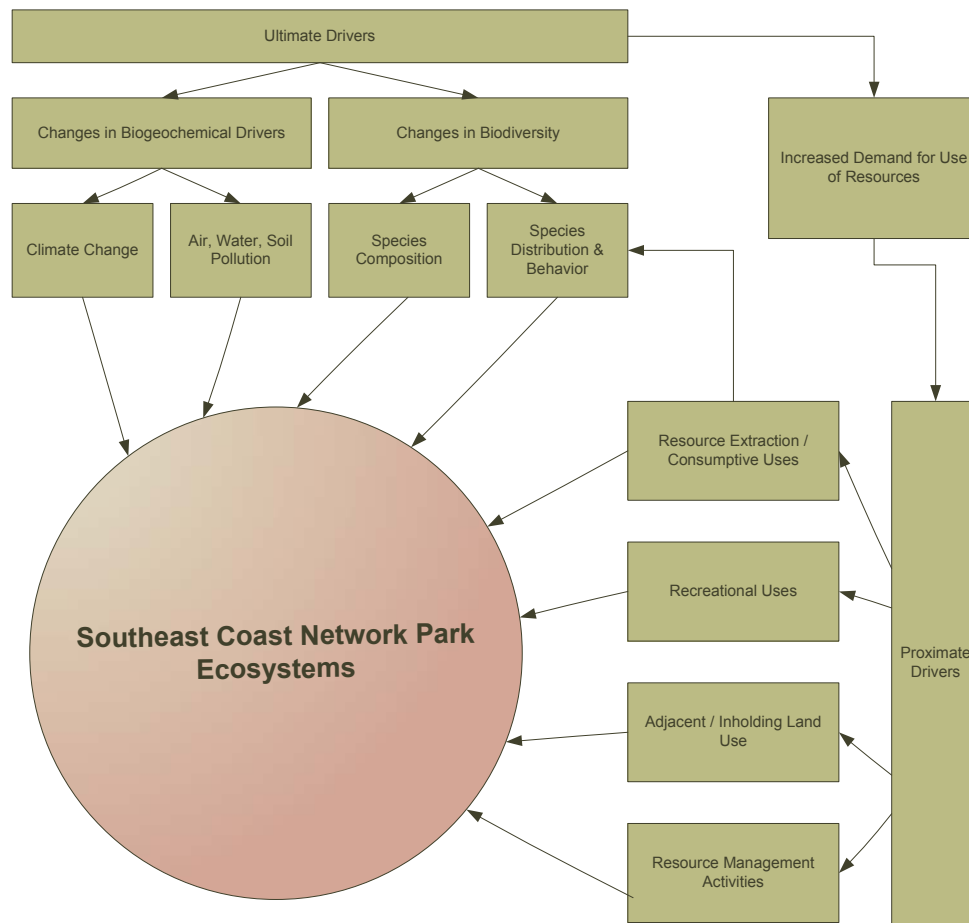 Ultimate Drivers
Changes in Biogeochemical Drivers
Changes in Biodiversity
Increased Demand for Use
of Resources
Climate Change
Air, Water, Soil
Pollution
Species
Composition
Species
Distribution &
Behavior
Resource Extraction /
Consumptive Uses
Recreational Uses
Southeast Coast Network Park
Ecosystems
Proximate
Drivers
Adjacent / Inholding Land
Use
Resource Management
Activities